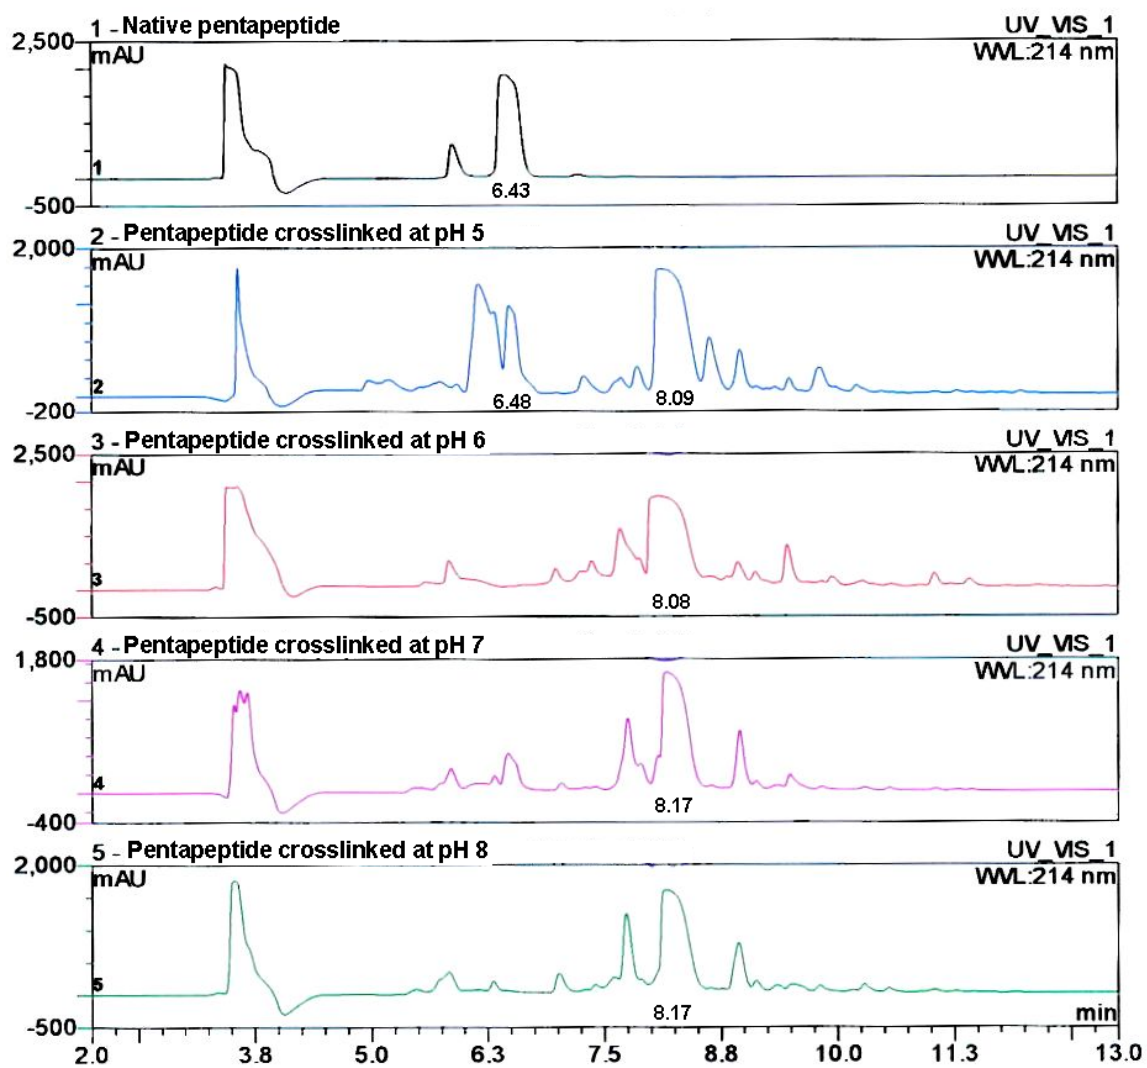 1 - Native pentapeptide UV_VIS_1
2,500 mAU WVL:214 nm
1
6.43
-500
2 - Pentapeptide crosslinked at pH 5 UV_VIS_1
2,000 mAU WVL:214 nm
2
6.48 8.09
-200
3 - Pentapeptide crosslinked at pH 6 UV_VIS_1
2,500 mAU WVL:214 nm
3
8.08
-500
4 - Pentapeptide crosslinked at pH 7 UV_VIS_1
1,800 mAU WVL:214 nm
4
8.17
-400
5 - Pentapeptide crosslinked at pH 8 UV_VIS_1
2,000 mAU WVL:214 nm
5
8.17 min
-500
2.0 3.8 5.0 6.3 7.5 8.8 10.0 11.3 13.0